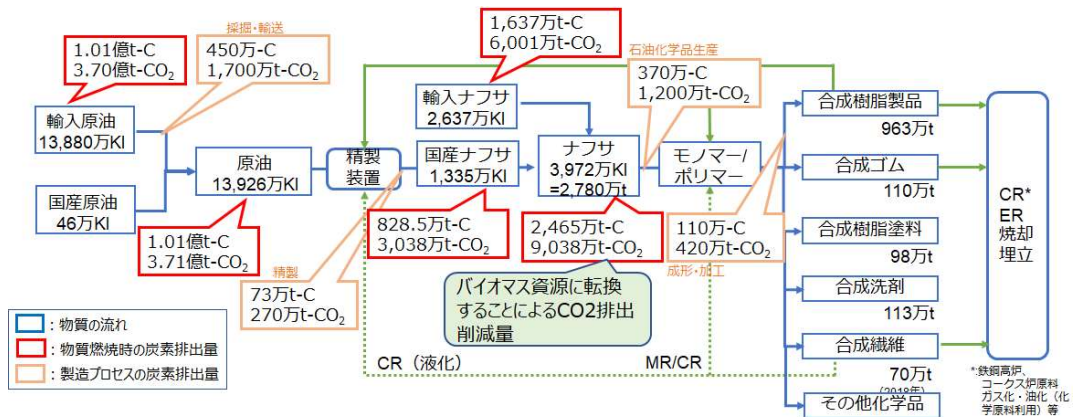 採掘・輸送
1.01億t-C
3.70億t-CO2
450万-C
1,700万t-CO2
1,637万t-C
6,001万t-CO2
石油化学品生産
370万-C
1,200万t-CO2
輸入原油
13,880万Kl
輸入ナフサ
2,637万Kl
合成樹脂製品
963万t
原油
13,926万Kl
精製
装置
国産ナフサ
1,335万Kl
ナフサ
3,972万Kl
=2,780万t
モノマー/
ポリマー
合成ゴム
110万t
国産原油
46万Kl
CR*
ER
焼却
埋立
1.01億t-C
3.71億t-CO2
828.5万t-C
3,038万t-CO2
2,465万t-C
9,038万t-CO2
110万-C
420万t-CO2
成形・加工
合成樹脂塗料
98万t
精製
73万t-C
270万t-CO2
バイオマス資源に転換
することによるCO2排出
削減量
合成洗剤
113万t
:物質の流れ
:物質燃焼時の炭素排出量
:製造プロセスの炭素排出量
CR(液化)
MR/CR
合成繊維
70万t
(2018年)
その他化学品
*:鉄鋼高炉、
コークス炉原料
ガス化・油化(化
学原料利用)等